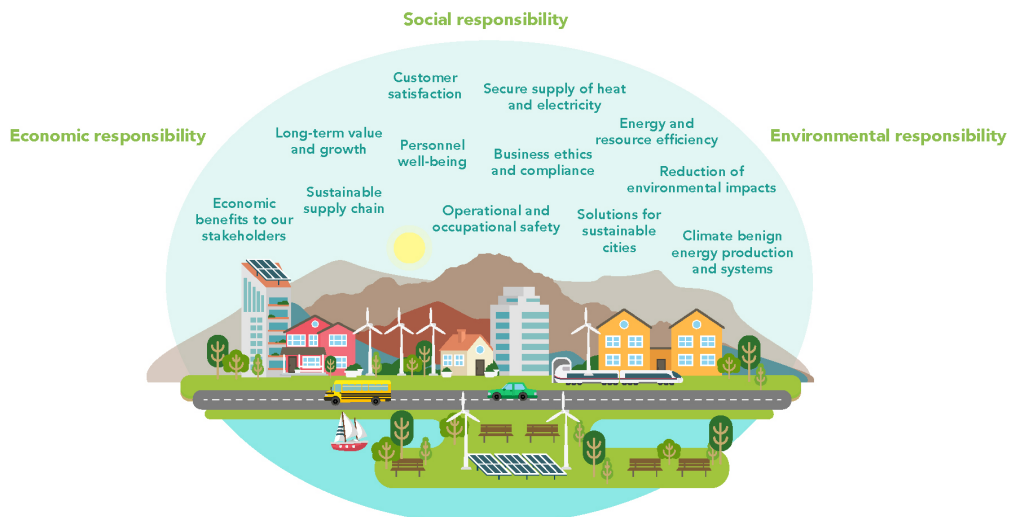 Social responsibility
Economic responsibility
Environmental responsibility
Customer
satisfaction
Secure supply of heat
and electricity
Long-term value
and growth
Personnel
well-being
Business ethics
and compliance
Energy and
resource efficiency
Reduction of
environmental impacts
Sustainable
supply chain
Economic
benefits to our
stakeholders
Operational and
occupational safety
Solutions for
sustainable
cities
Climate benign
energy production
and systems